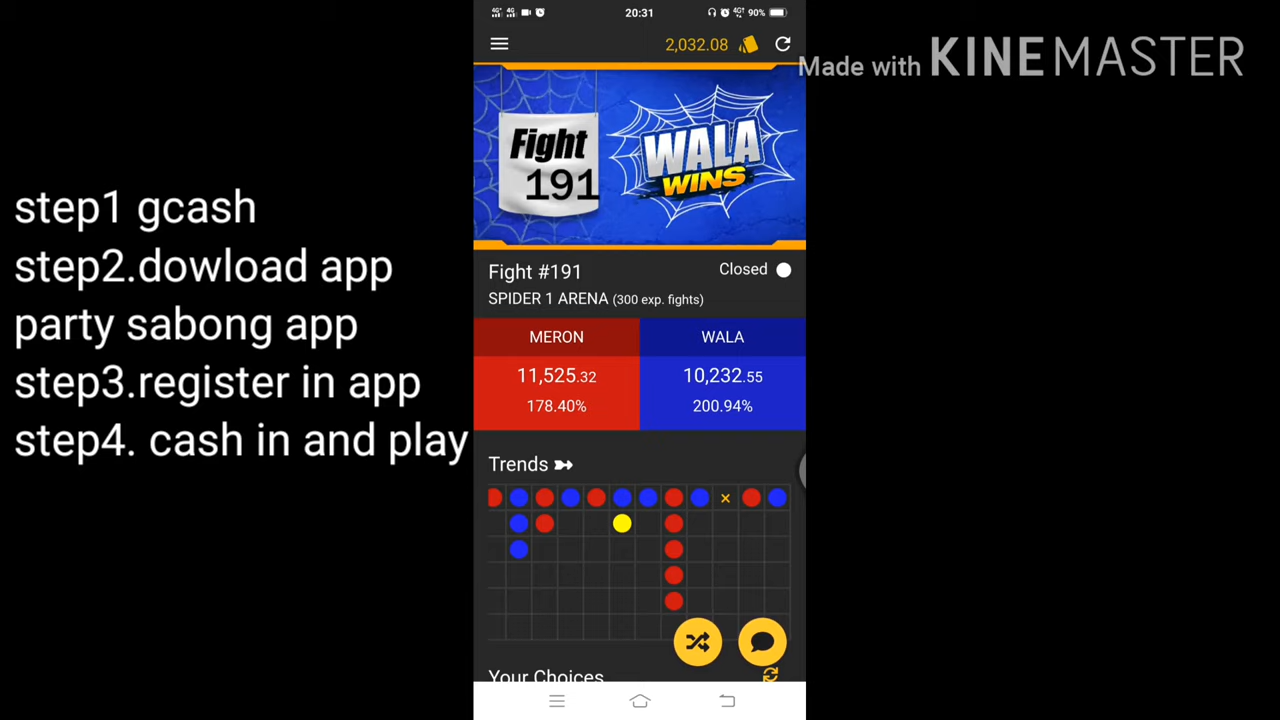 20:31
90%
2,032.08
Made with KINEMASTER
Fight
191
WALA
WINS
step1 gcash
step2.dowload app
party sabong app
step3.register in app
step4. cash in and play
Fight #191
Closed
SPIDER 1 ARENA (300 exp. fights)
MERON
WALA
11,525.32
10,232.55
178.40%
200.94%
Trends
Your Choices